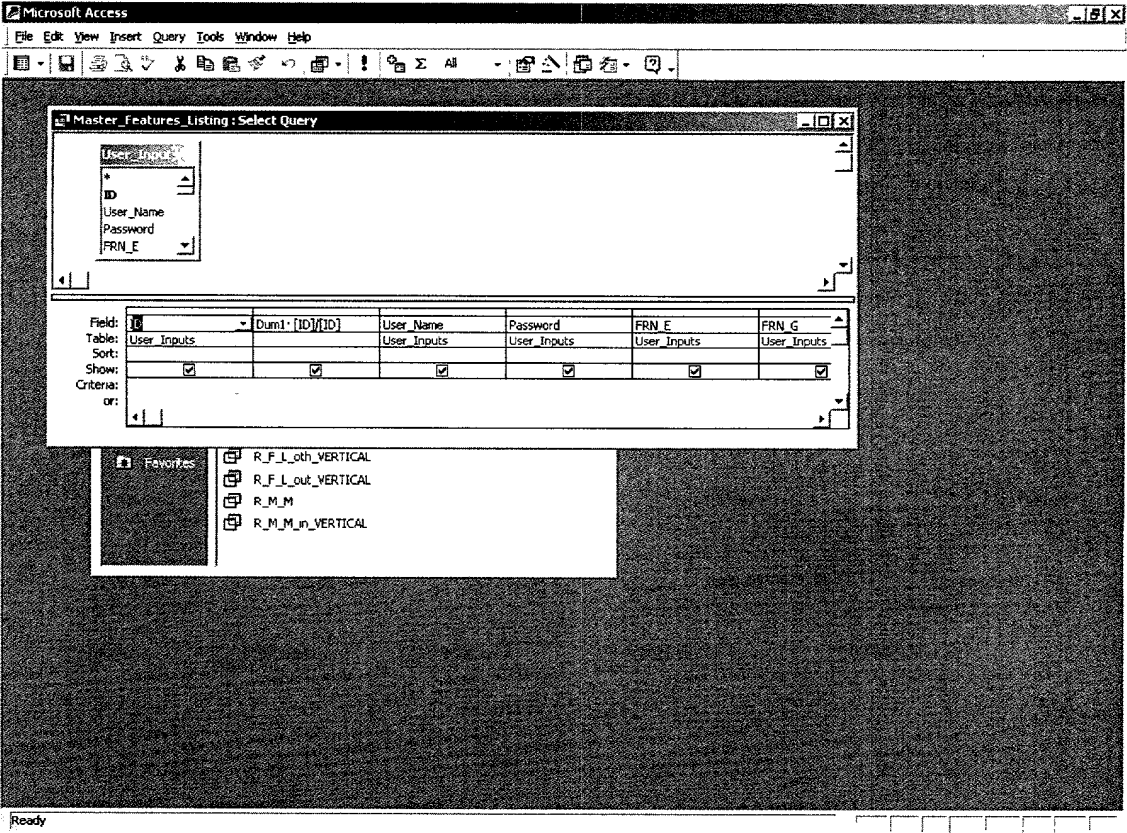 Microsoft Access
File Edit View Insert Query Tools Window Help
All
Master_Features_Listing : Select Query
User_Inputs
*
ID
User_Name
Password
FRN_E
Field: ID Dum1: [ID]/[ID] User_Name Password FRN_E FRN_G
Table: User_Inputs User_Inputs User_Inputs User_Inputs User_Inputs
Sort:
Show:
Criteria:
or:
Favorites
R_F_L_oth_VERTICAL
R_F_L_out_VERTICAL
R_M_M
R_M_M_in_VERTICAL
Ready